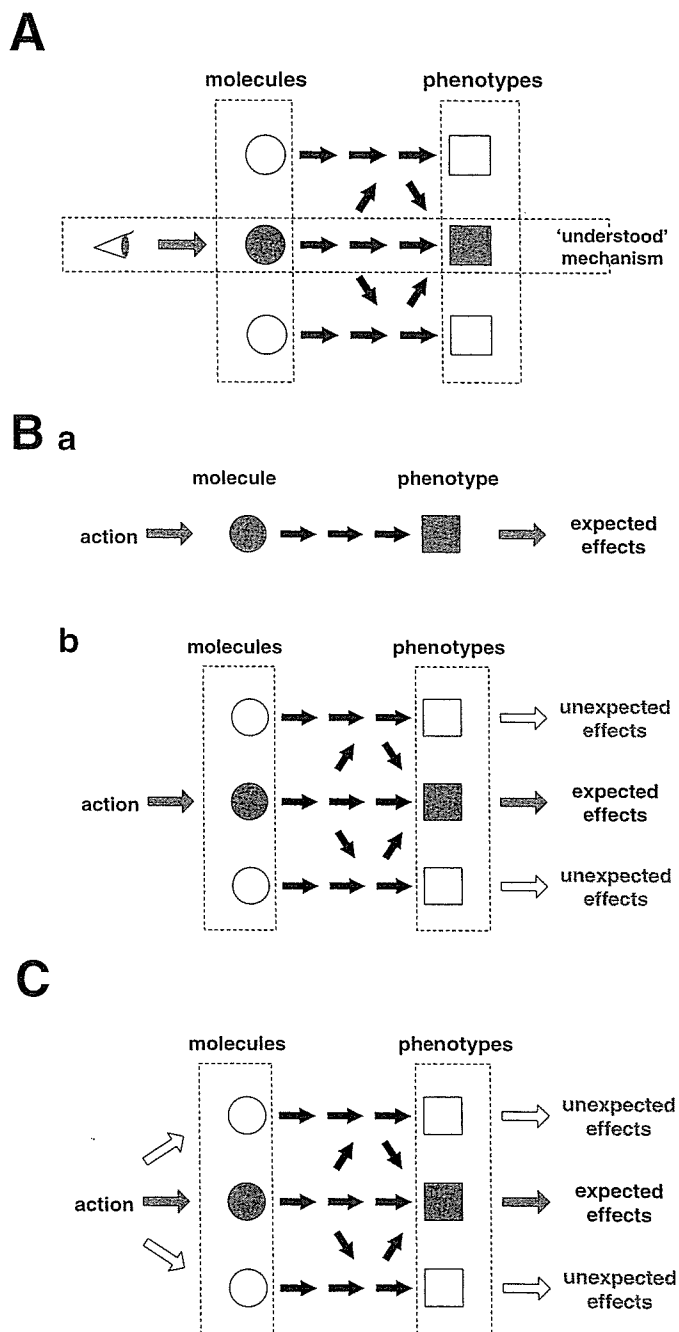 A
molecules
phenotypes
‘understood’
mechanism
B a
molecule
phenotype
action
expected
effects
b
molecules
phenotypes
unexpected
effects
action
expected
effects
unexpected
effects
C
molecules
phenotypes
unexpected
effects
action
expected
effects
unexpected
effects